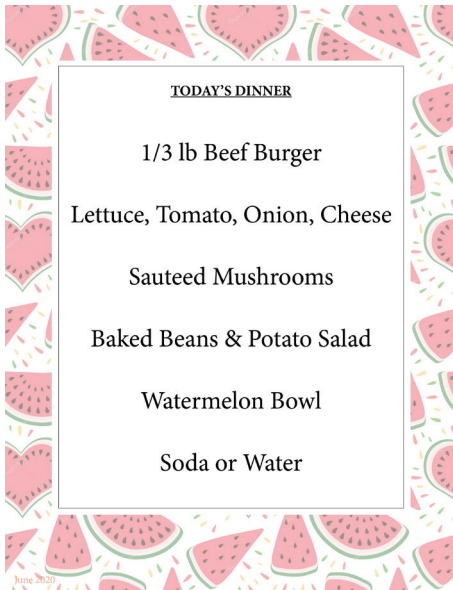 TODAY'S DINNER
1/3 lb Beef Burger
Lettuce, Tomato, Onion, Cheese
Sauteed Mushrooms
Baked Beans & Potato Salad
Watermelon Bowl
Soda or Water
June 2020